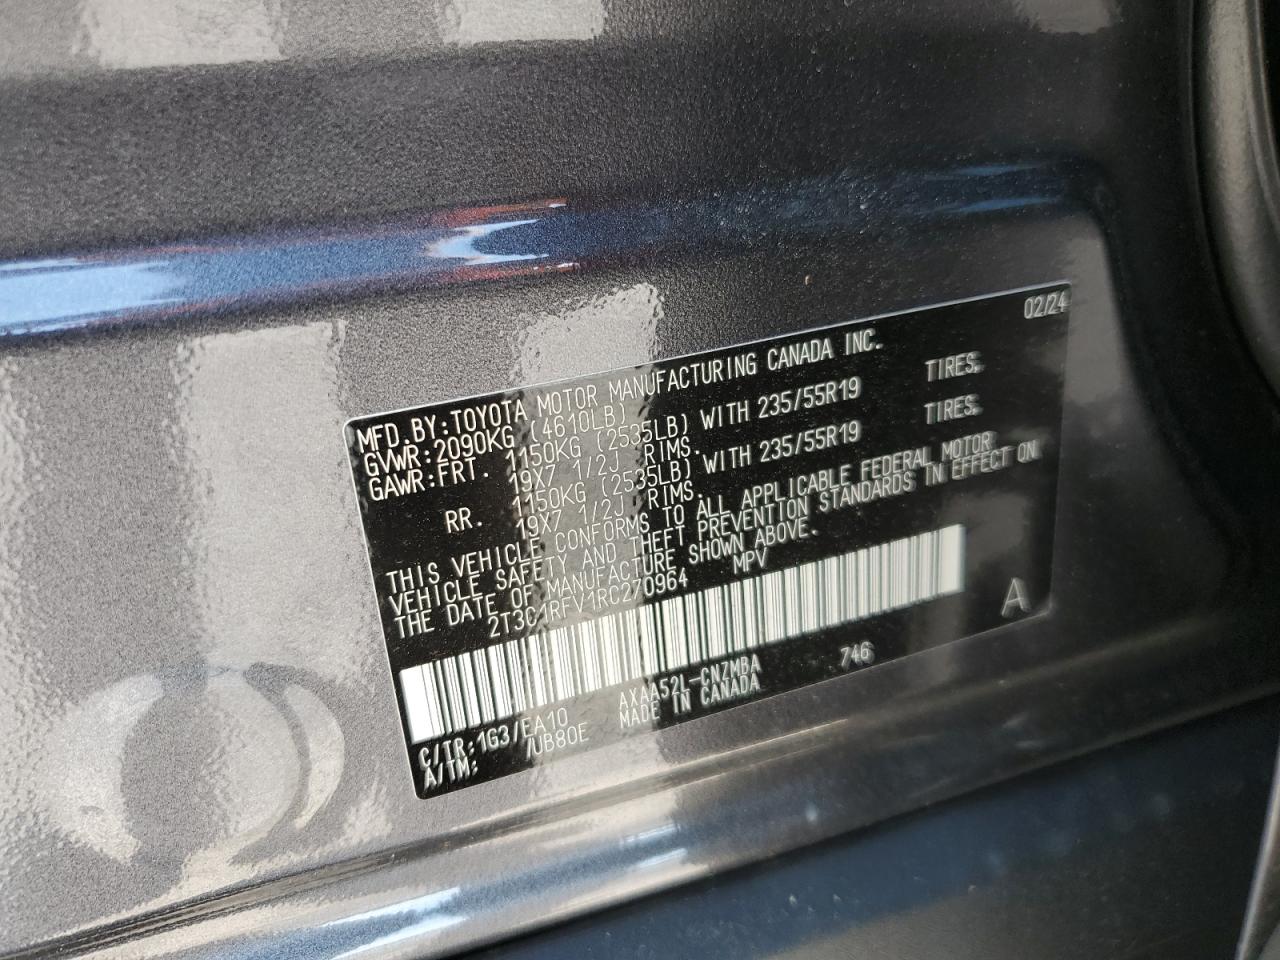 02/24
MFD.BY:TOYOTA MOTOR MANUFACTURING CANADA INC.
GVWR:2090KG (4610LB)
GAWR:FRT. 1150KG (2535LB) WITH 235/55R19 TIRES.
19X7 1/2J RIMS.
RR. 1150KG (2535LB) WITH 235/55R19 TIRES.
19X7 1/2J RIMS.
THIS VEHICLE CONFORMS TO ALL APPLICABLE FEDERAL MOTOR
VEHICLE SAFETY AND THEFT PREVENTION STANDARDS IN EFFECT ON
THE DATE OF MANUFACTURE SHOWN ABOVE.
2T3C1RFV1RC270964 MPV
A
C/TR:1G3/EA10 AXAA52L-CNZMBA 746
A/TM: /UB80E MADE IN CANADA